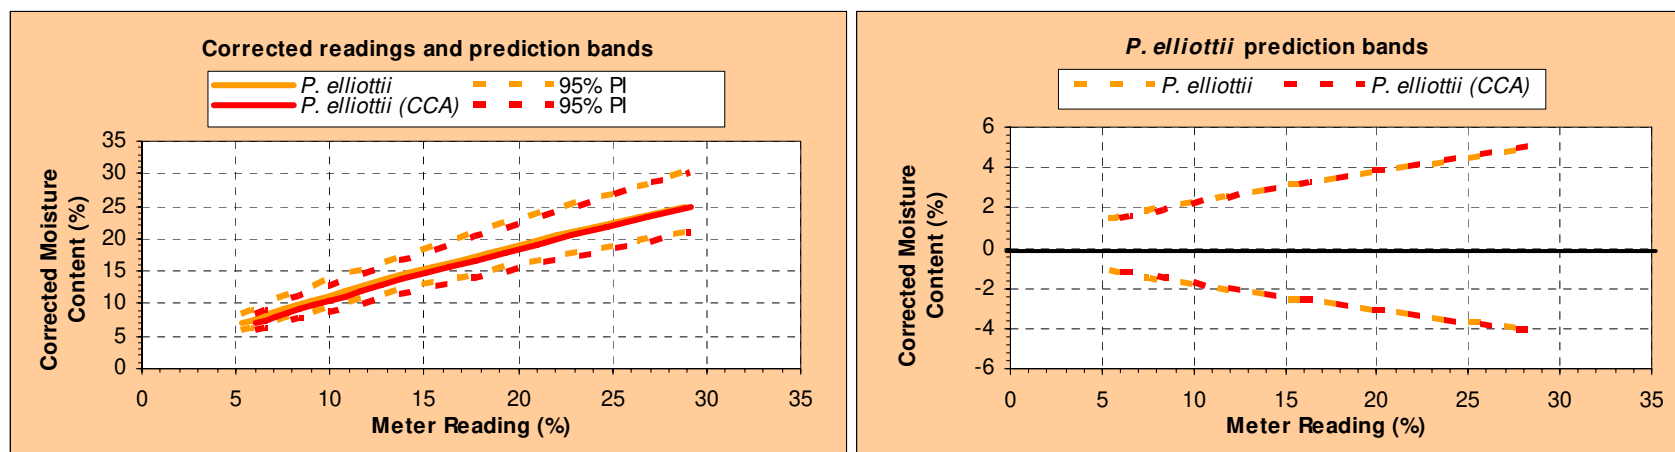 Corrected readings and prediction bands
P. elliottii 95% PI
P. elliottii (CCA) 95% PI
35
30
25
20
15
10
5
0
Corrected Moisture
Content (%)
0 5 10 15 20 25 30 35
Meter Reading (%)
P. elliottii prediction bands
P. elliottii P. elliottii (CCA)
6
4
2
0
-2
-4
-6
Corrected Moisture
Content (%)
0 5 10 15 20 25 30 35
Meter Reading (%)